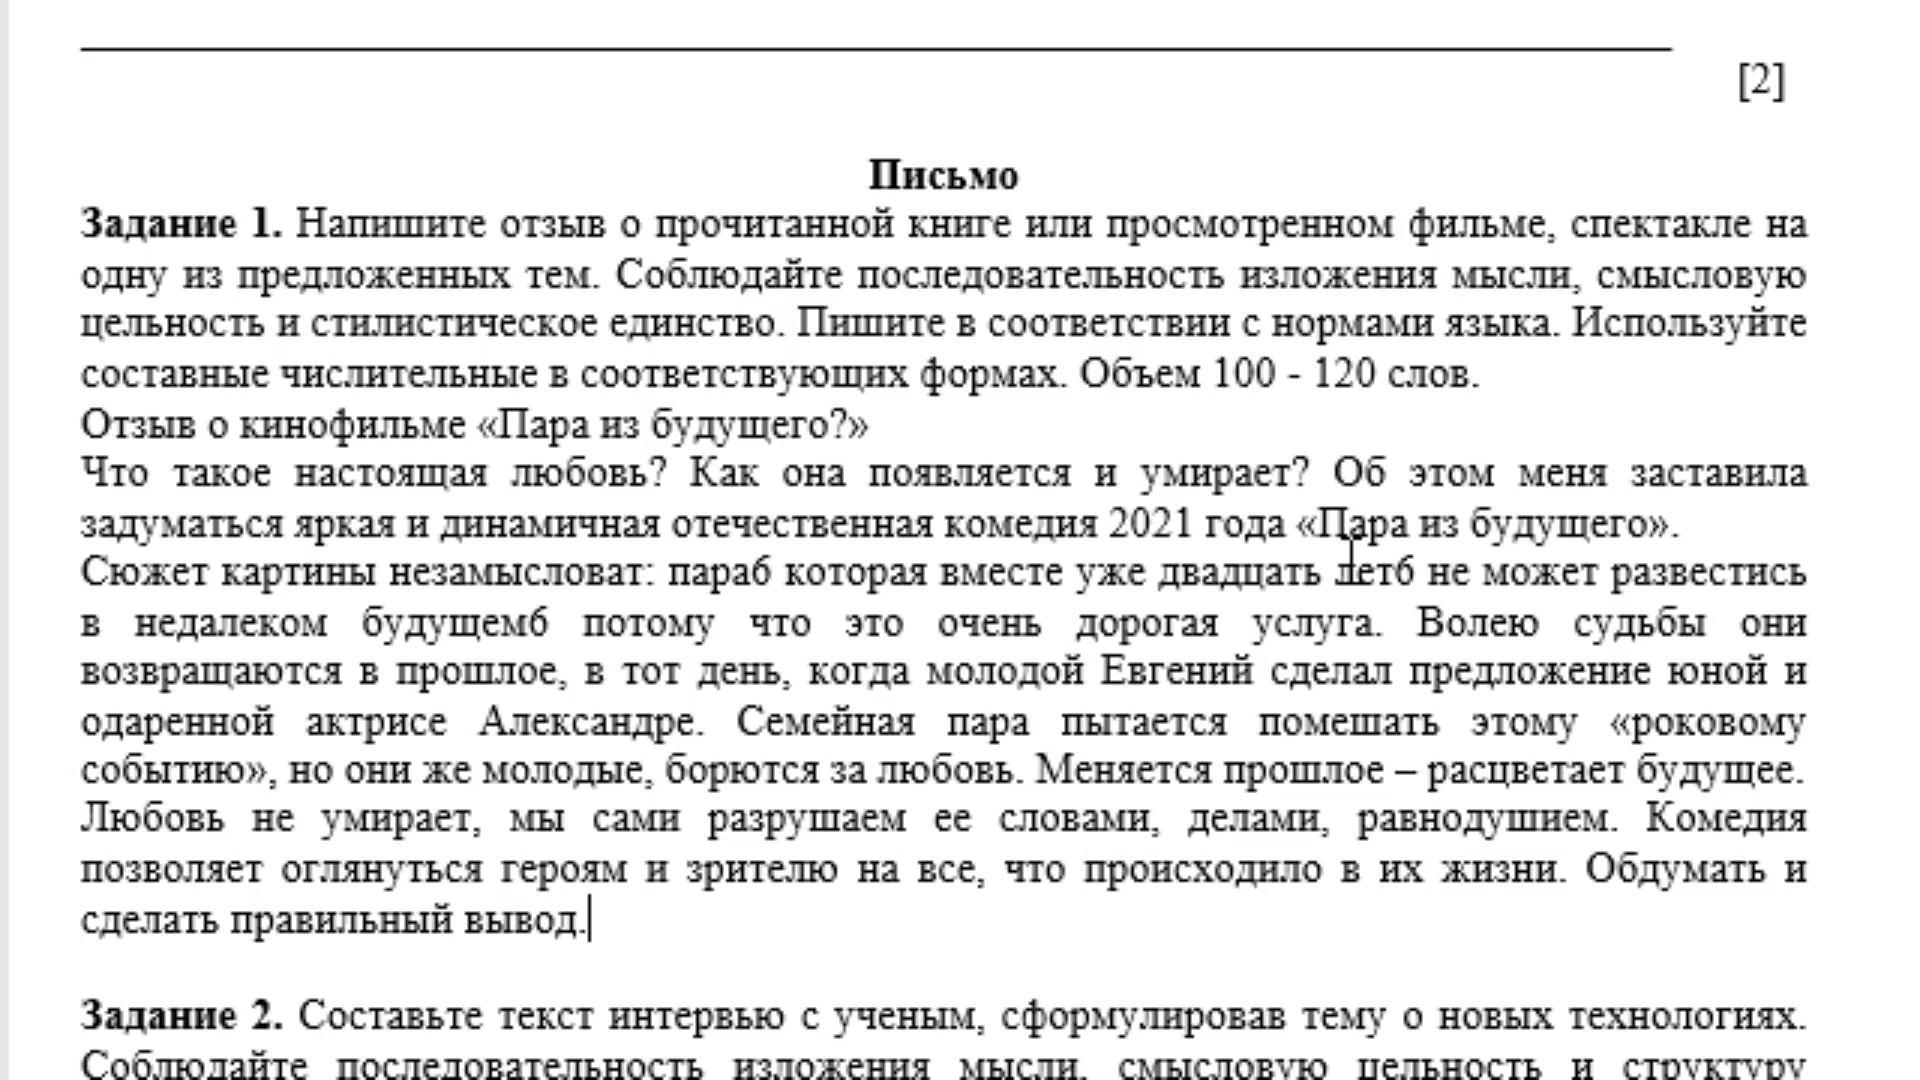 [2]
Письмо
Задание 1. Напишите отзыв о прочитанной книге или просмотренном фильме, спектакле на
одну из предложенных тем. Соблюдайте последовательность изложения мысли, смысловую
цельность и стилистическое единство. Пишите в соответствии с нормами языка. Используйте
составные числительные в соответствующих формах. Объем 100 - 120 слов.
Отзыв о кинофильме «Пара из будущего?»
Что такое настоящая любовь? Как она появляется и умирает? Об этом меня заставила
задуматься яркая и динамичная отечественная комедия 2021 года «Пара из будущего».
Сюжет картины незамысловат: параб которая вместе уже двадцать летб не может развестись
в недалеком будущемб потому что это очень дорогая услуга. Волею судьбы они
возвращаются в прошлое, в тот день, когда молодой Евгений сделал предложение юной и
одаренной актрисе Александре. Семейная пара пытается помешать этому «роковому
событию», но они же молодые, борются за любовь. Меняется прошлое – расцветает будущее.
Любовь не умирает, мы сами разрушаем ее словами, делами, равнодушием. Комедия
позволяет оглянуться героям и зрителю на все, что происходило в их жизни. Обдумать и
сделать правильный вывод.
Задание 2. Составьте текст интервью с ученым, сформулировав тему о новых технологиях.
Соблюдайте последовательность изложения мысли, смысловую цельность и структуру